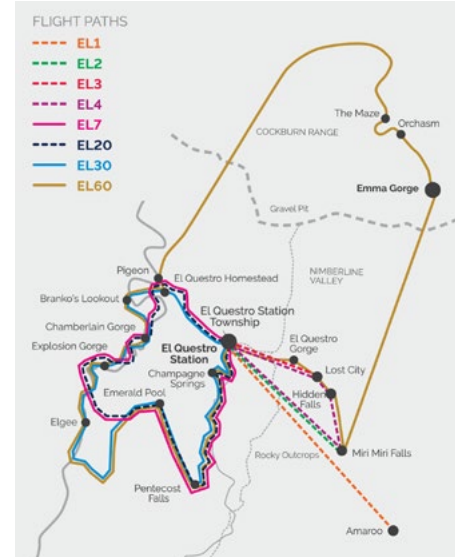 FLIGHT PATHS
EL1
EL2
EL3
EL4
EL7
EL20
EL30
EL60
The Maze
Orchasm
COCKBURN RANGE
Emma Gorge
Gravel Pit
Pigeon
El Questro Homestead
NIMBERLINE
VALLEY
Branko's Lookout
El Questro Station
Township
Chamberlain Gorge
El Questro
Station
El Questro
Gorge
Explosion Gorge
Champagne
Springs
Lost City
Emerald Pool
Hidden
Falls
Elgee
Rocky Outcrops
Miri Miri Falls
Pentecost
Falls
Amaroo